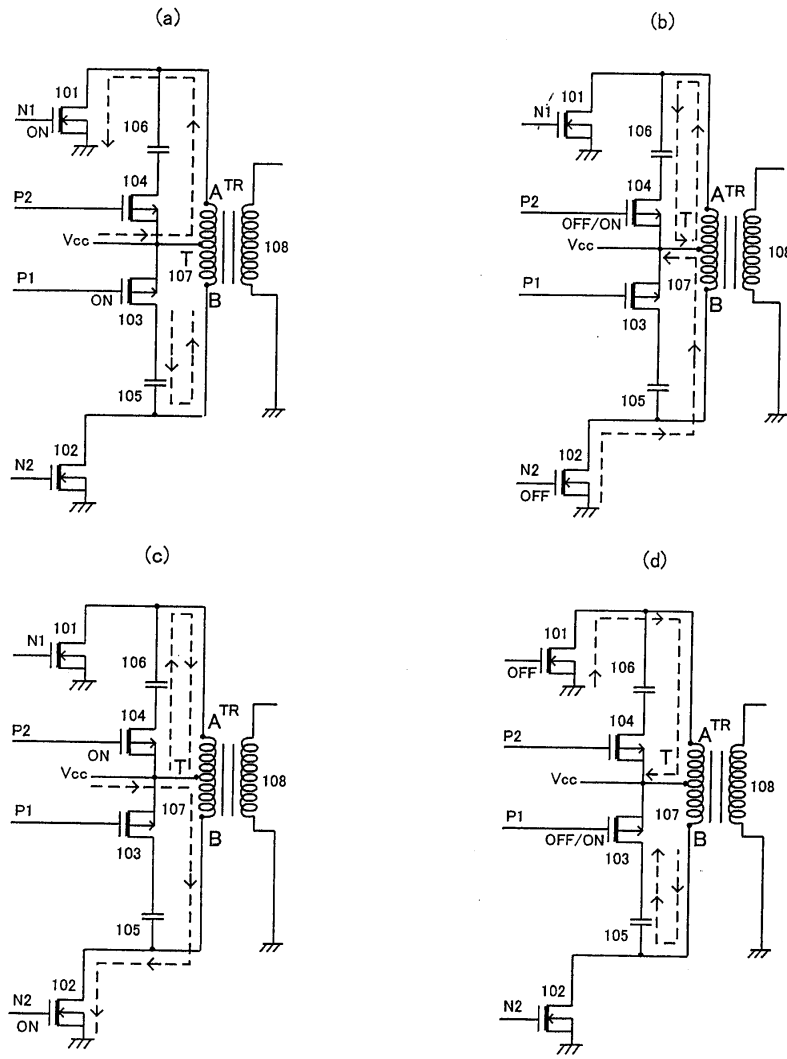 (a)
101
N1
ON
106
104
P2
A TR
Vcc
T
108
107
P1
ON
B
103
105
102
N2
(b)
101
N1
106
104
P2
A TR
OFF/ON
T
Vcc
108
107
P1
B
103
105
102
N2
OFF
(c)
101
N1
106
104
P2
A TR
ON
T
Vcc
108
107
P1
B
103
105
102
N2
ON
(d)
101
OFF
106
104
P2
A TR
T
Vcc
108
107
P1
OFF/ON
B
103
105
102
N2